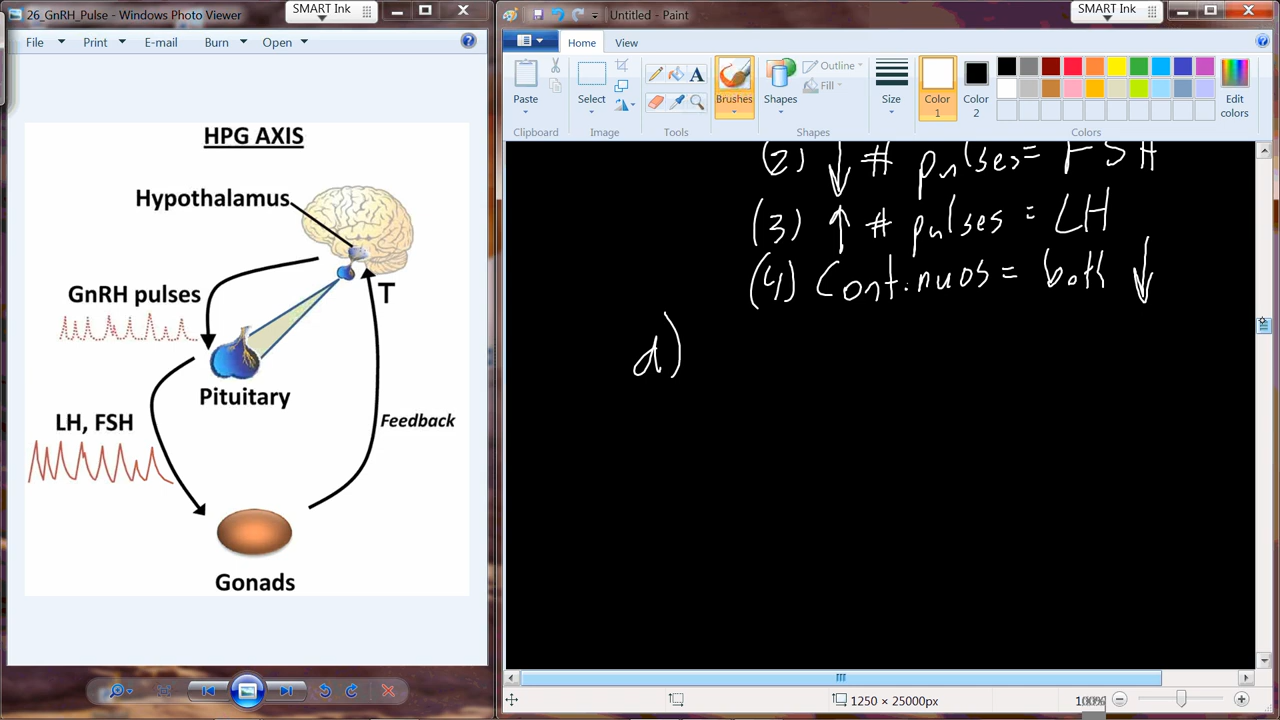 26_GnRH_Pulse - Windows Photo Viewer
SMART Ink
File Print E-mail Burn Open
HPG AXIS
Hypothalamus
T
GnRH pulses
Pituitary
LH, FSH
Feedback
Gonads
Untitled - Paint
SMART Ink
Home View
Paste
Select
A
Brushes
Shapes
Outline
Fill
Size
Color 1
Color 2
Edit colors
Clipboard Image Tools Shapes Colors
(2) ↓ # pulses = FSH
(3) ↑ # pulses = LH
(4) Continuos = both ↓
d)
1250 × 25000px
100%